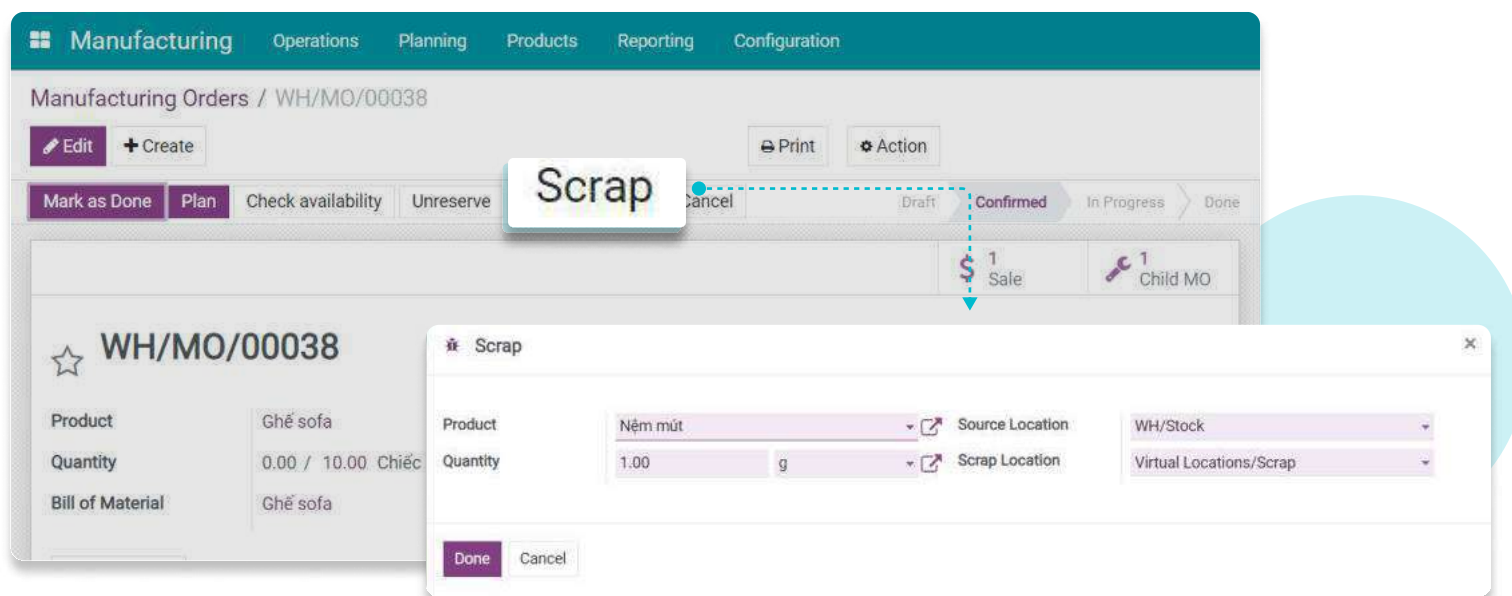 Manufacturing Operations Planning Products Reporting Configuration
Manufacturing Orders / WH/MO/00038
Edit + Create Print Action
Mark as Done Plan Check availability Unreserve Scrap Cancel Draft Confirmed In Progress Done
1 Sale 1 Child MO
WH/MO/00038
Product Ghế sofa
Quantity 0.00 / 10.00 Chiếc
Bill of Material Ghế sofa
Scrap ×
Product Nệm mút Source Location WH/Stock
Quantity 1.00 g Scrap Location Virtual Locations/Scrap
Done Cancel